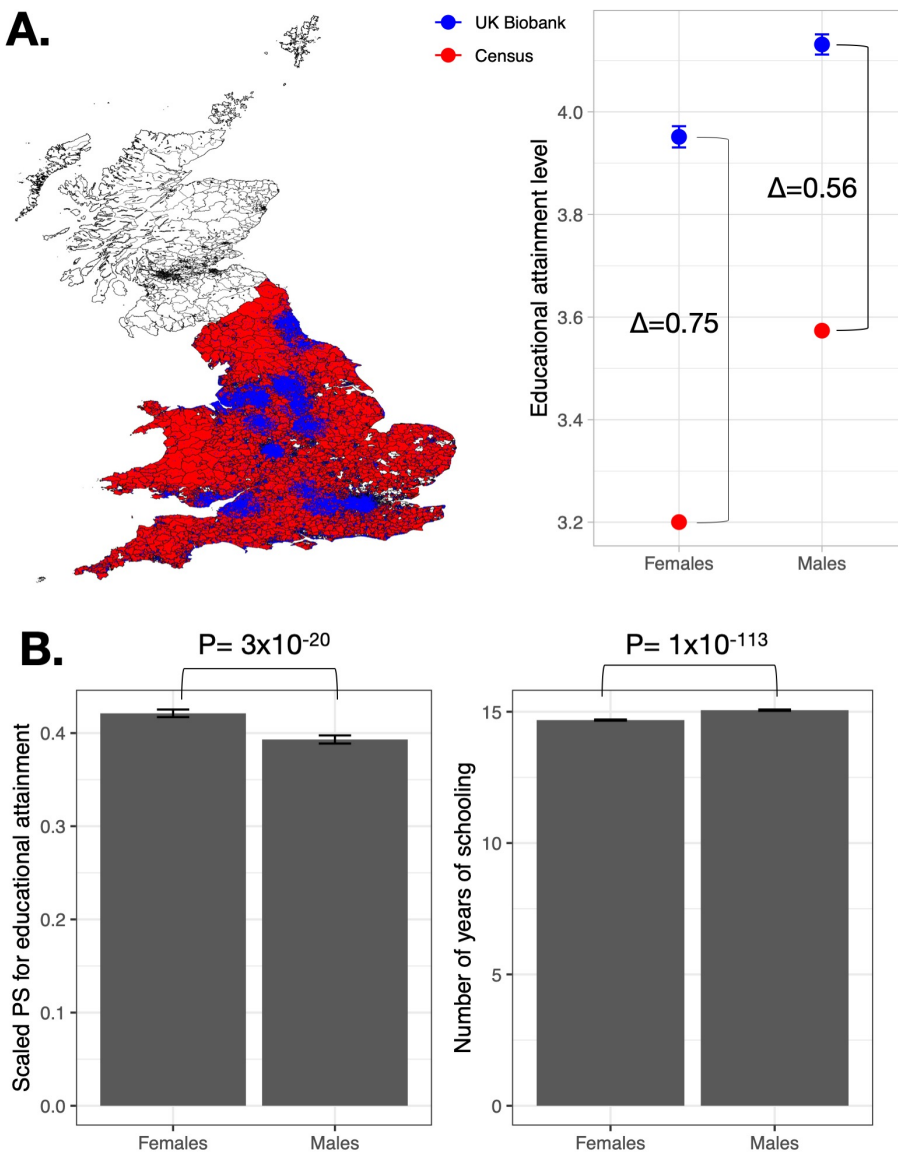 A.
UK Biobank
Census
Educational attainment level
4.0
3.8
3.6
3.4
3.2
Δ=0.75
Δ=0.56
Females Males
B.
P= 3x10⁻²⁰
Scaled PS for educational attainment
0.4
0.3
0.2
0.1
0.0
Females Males
P= 1x10⁻¹¹³
Number of years of schooling
15
10
5
0
Females Males